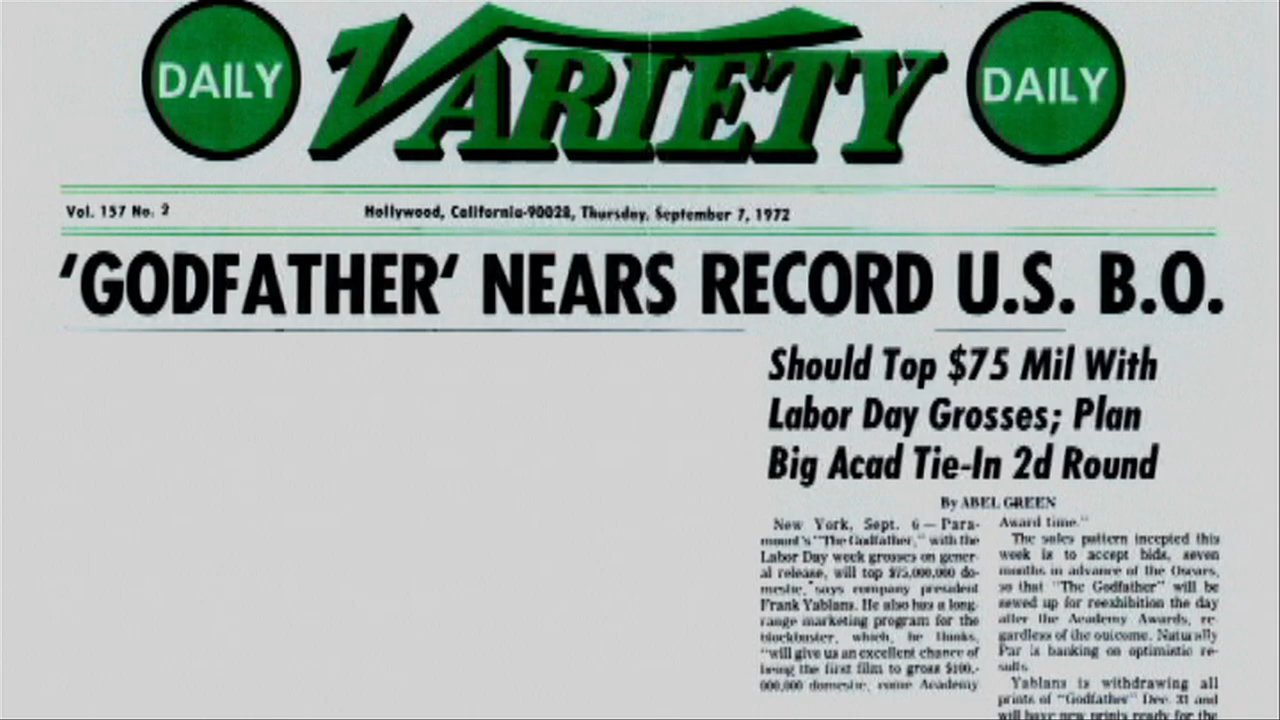 DAILY VARIETY DAILY
Vol. 157 No. 2 Hollywood, California-90028, Thursday, September 7, 1972
'GODFATHER' NEARS RECORD U.S. B.O.
Should Top $75 Mil With
Labor Day Grosses; Plan
Big Acad Tie-In 2d Round
By ABEL GREEN
New York, Sept. 6 — Para-
mount's "The Godfather," with the
Labor Day week grosses on gener-
al release, will top $75,000,000 do-
mestic, says company president
Frank Yablans. He also has a long-
range marketing program for the
blockbuster, which, he thinks,
"will give us an excellent chance of
being the first film to gross $100,-
000,000 domestic, come Academy
Award time."
The sales pattern incepted this
week is to accept bids, seven
months in advance of the Oscars,
so that "The Godfather" will be
sewed up for reexhibition the day
after the Academy Awards, re-
gardless of the outcome. Naturally
Par is banking on optimistic re-
sults.
Yablans is withdrawing all
prints of "Godfather" Dec. 31 and
will have new prints ready for the